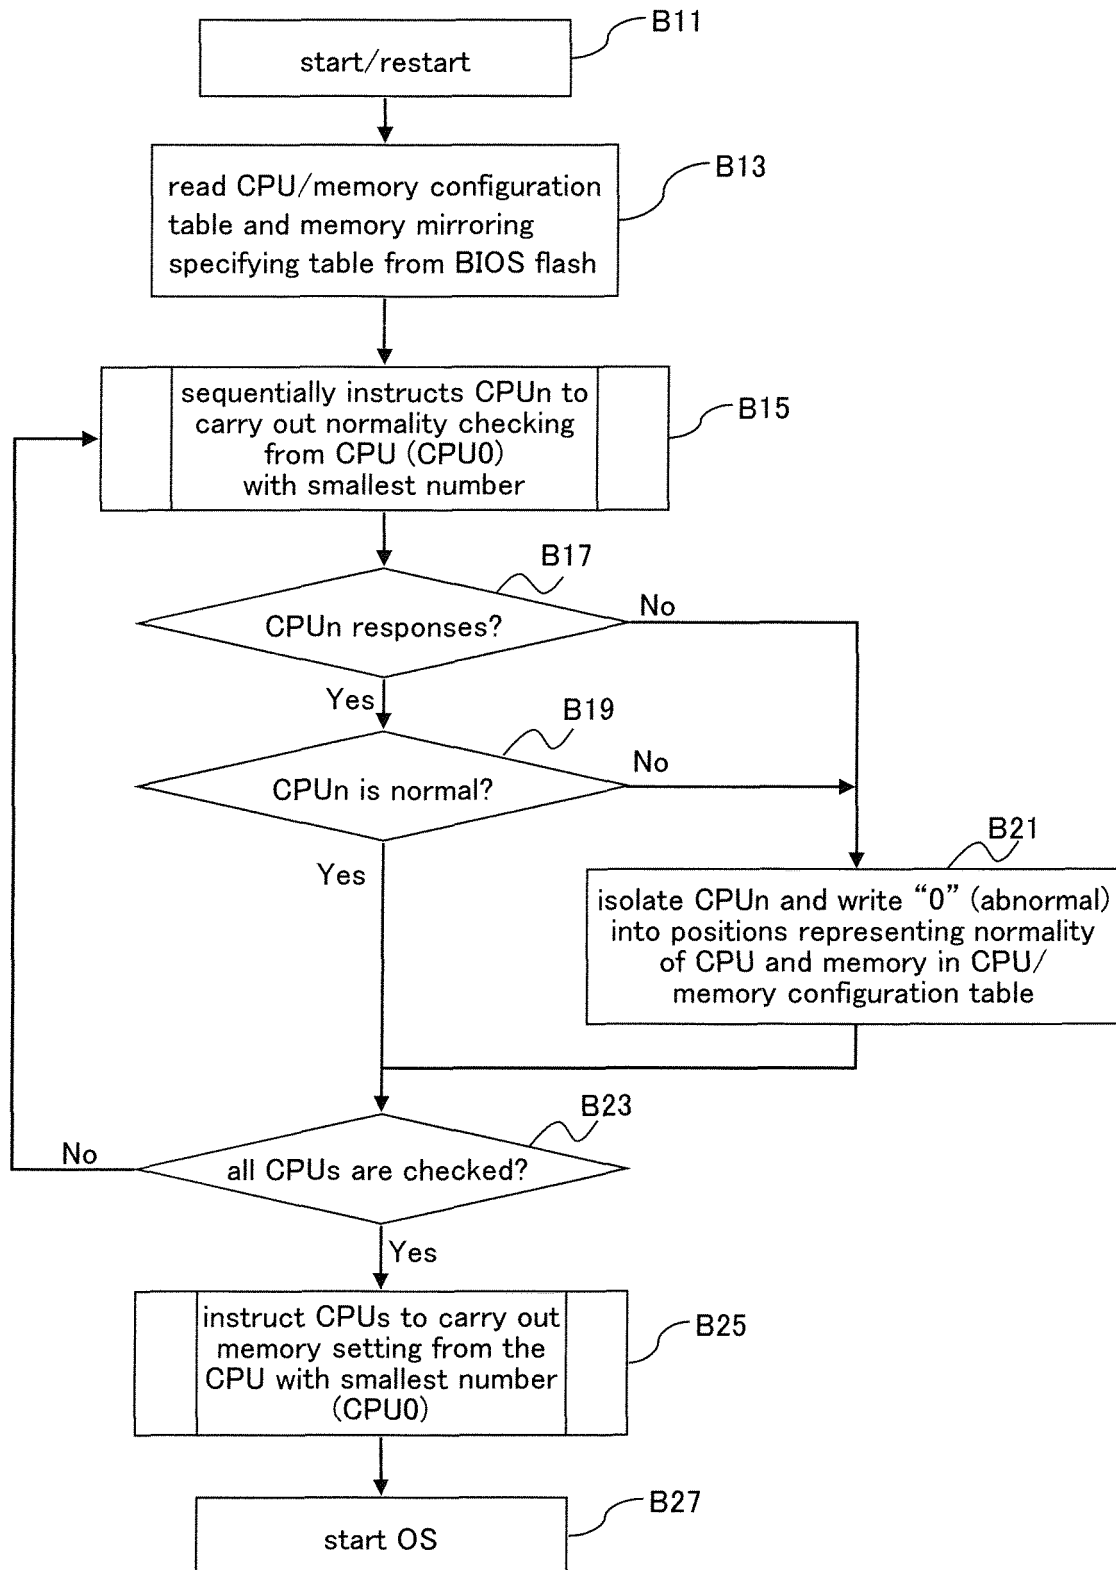 B11
start/restart
B13
read CPU/memory configuration
table and memory mirroring
specifying table from BIOS flash
B15
sequentially instructs CPUn to
carry out normality checking
from CPU (CPU0)
with smallest number
B17
CPUn responses?
No
Yes
B19
CPUn is normal?
No
Yes
B21
isolate CPUn and write “0” (abnormal)
into positions representing normality
of CPU and memory in CPU/
memory configuration table
B23
all CPUs are checked?
No
Yes
B25
instruct CPUs to carry out
memory setting from the
CPU with smallest number
(CPU0)
B27
start OS